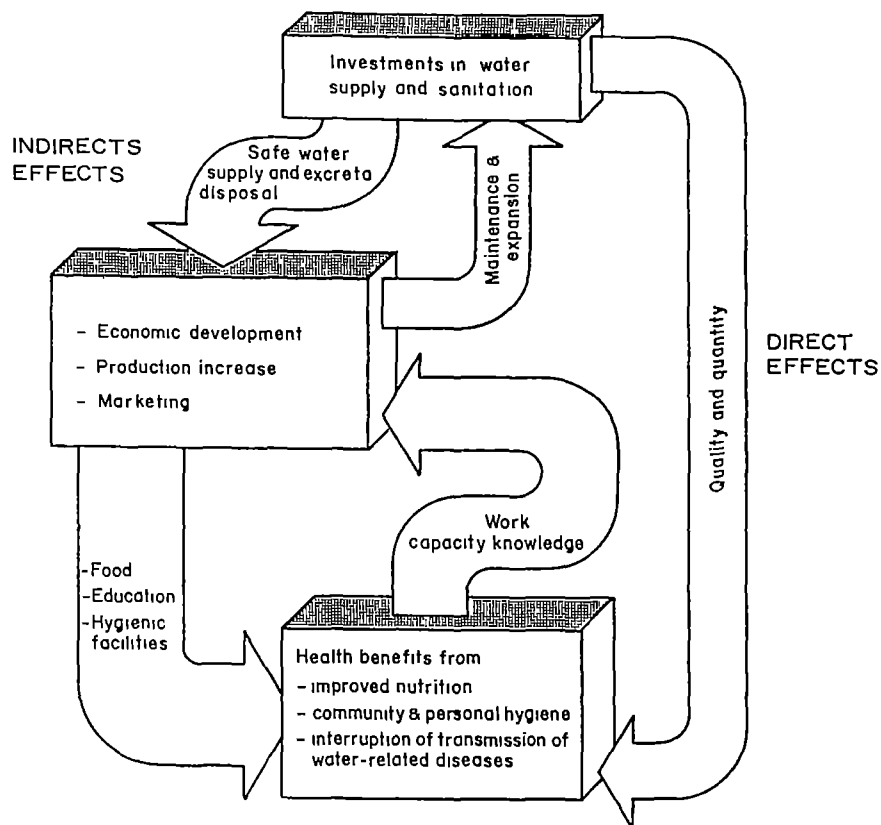 Investments in water
supply and sanitation
INDIRECTS
EFFECTS
Safe water
supply and excreta
disposal
Maintenance &
expansion
- Economic development
- Production increase
- Marketing
DIRECT
EFFECTS
Quality and quantity
Work
capacity knowledge
-Food
-Education
-Hygienic
facilities
Health benefits from
- improved nutrition
- community & personal hygiene
- interruption of transmission of
water-related diseases